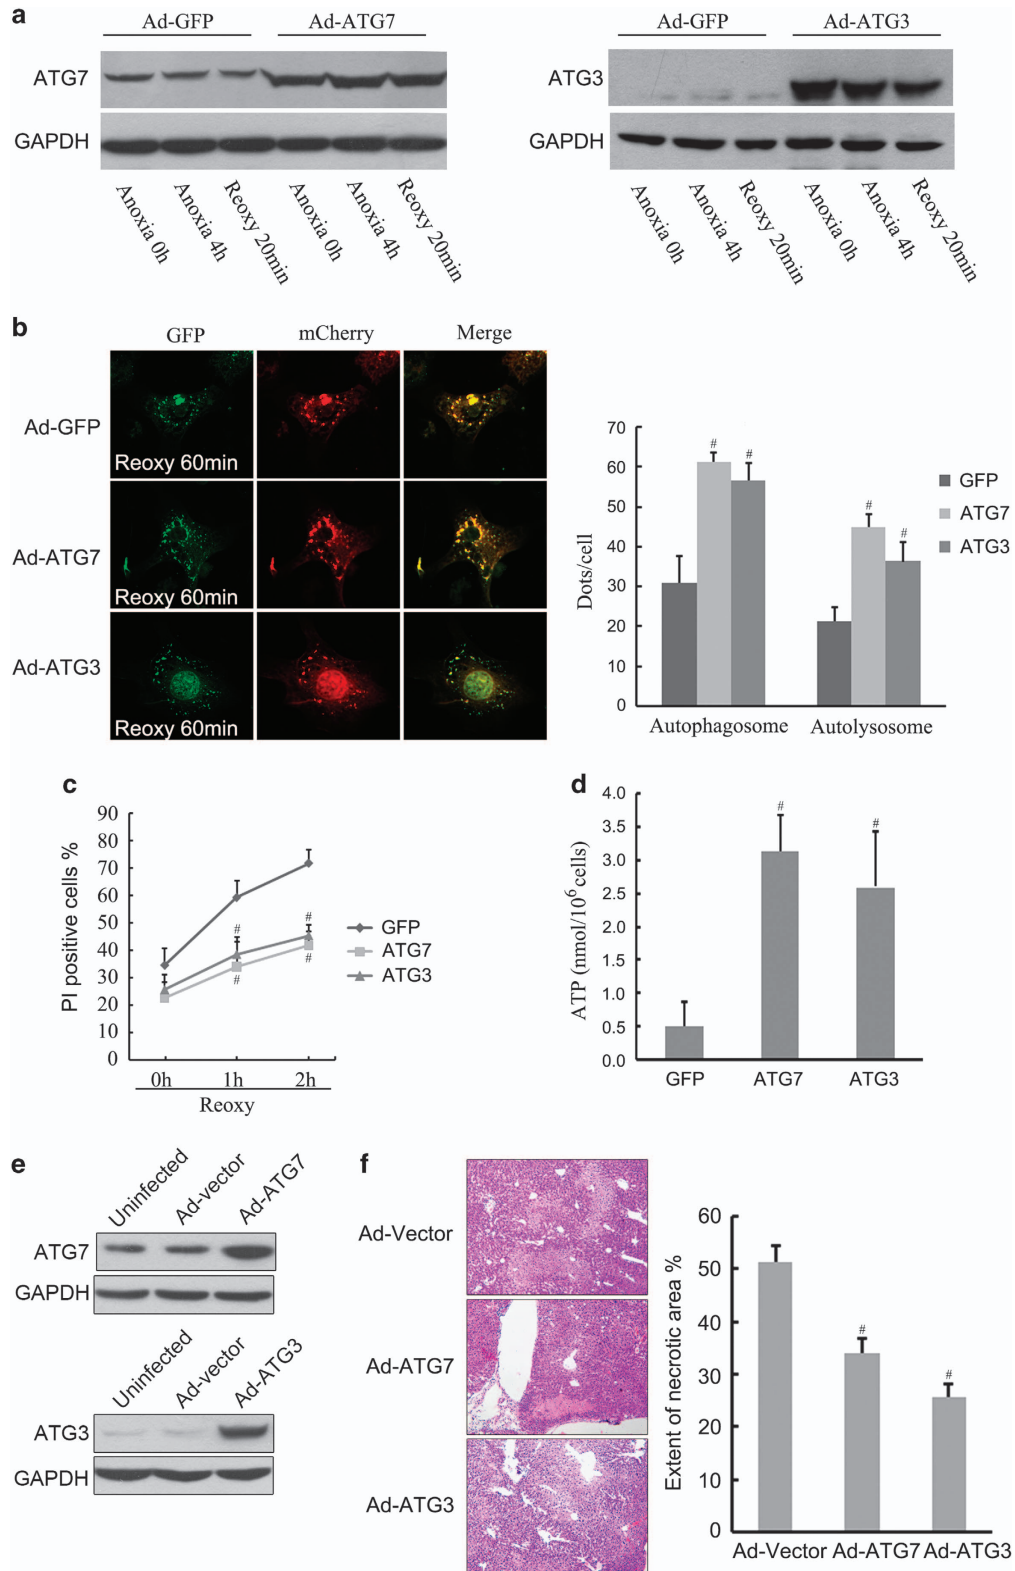 a
Ad-GFP Ad-ATG7
ATG7
GAPDH
Anoxia 0h
Anoxia 4h
Reoxy 20min
Anoxia 0h
Anoxia 4h
Reoxy 20min
Ad-GFP Ad-ATG3
ATG3
GAPDH
Anoxia 0h
Anoxia 4h
Reoxy 20min
Anoxia 0h
Anoxia 4h
Reoxy 20min
b
GFP mCherry Merge
Ad-GFP
Reoxy 60min
Ad-ATG7
Reoxy 60min
Ad-ATG3
Reoxy 60min
Dots/cell
70
60
50
40
30
20
10
0
# # # #
Autophagosome Autolysosome
GFP
ATG7
ATG3
c
PI positive cells %
90
80
70
60
50
40
30
20
10
0
# #
# #
0h 1h 2h
Reoxy
GFP
ATG7
ATG3
d
ATP (nmol/10⁶ cells)
4.0
3.5
3.0
2.5
2.0
1.5
1.0
0.5
0.0
# #
GFP ATG7 ATG3
e
Uninfected
Ad-vector
Ad-ATG7
ATG7
GAPDH
Uninfected
Ad-vector
Ad-ATG3
ATG3
GAPDH
f
Ad-Vector
Ad-ATG7
Ad-ATG3
Extent of necrotic area %
60
50
40
30
20
10
0
# #
Ad-Vector Ad-ATG7 Ad-ATG3